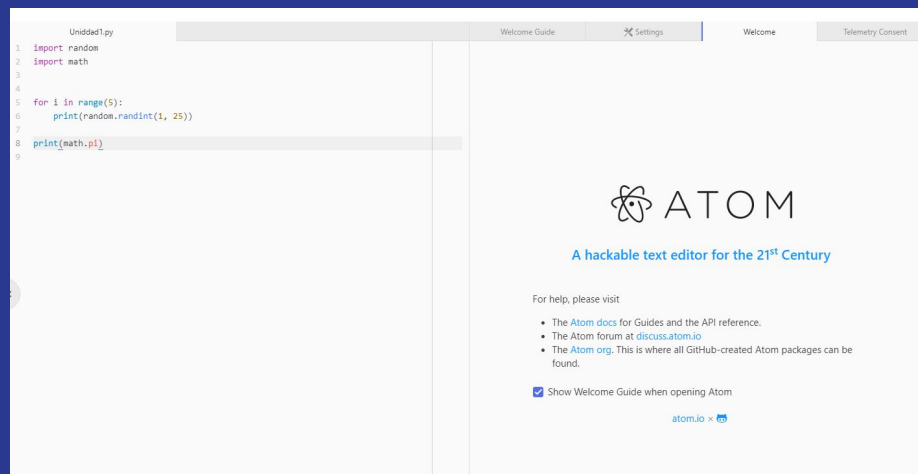 Uniddad1.py
1 import random
2 import math
3
4
5 for i in range(5):
6     print(random.randint(1, 25))
7
8 print(math.pi)
9
Welcome Guide
Settings
Welcome
Telemetry Consent
ATOM
A hackable text editor for the 21st Century
For help, please visit
• The Atom docs for Guides and the API reference.
• The Atom forum at discuss.atom.io
• The Atom org. This is where all GitHub-created Atom packages can be
found.
Show Welcome Guide when opening Atom
atom.io ×